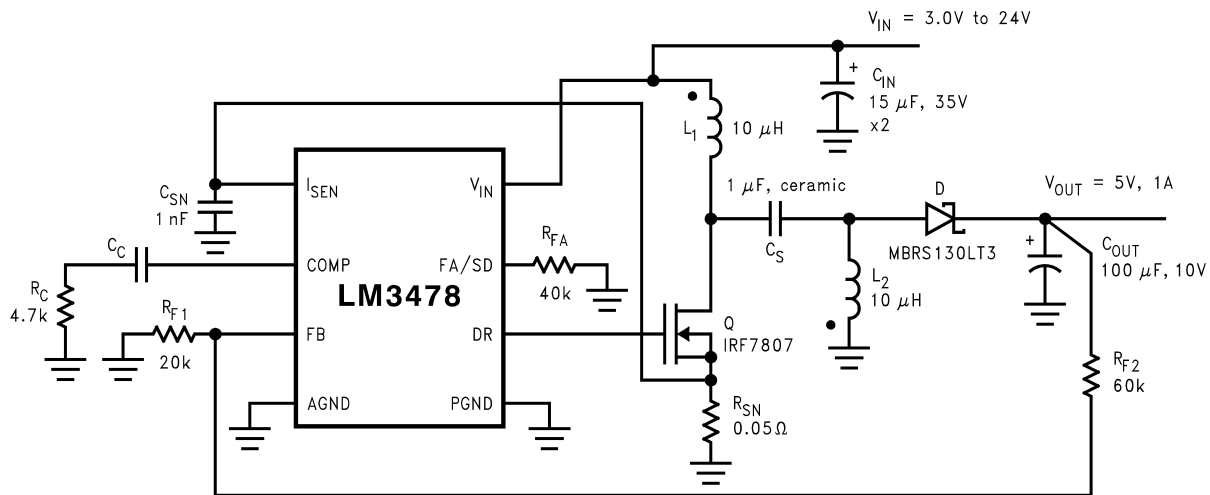 V_IN = 3.0V to 24V
+
C_IN
15 μF, 35V
x2
L_1
10 μH
I_SEN
V_IN
C_SN
1 nF
1 μF, ceramic
C_S
D
MBRS130LT3
V_OUT = 5V, 1A
+
C_OUT
100 μF, 10V
C_C
COMP
FA/SD
R_FA
40k
LM3478
L_2
10 μH
R_C
4.7k
R_F1
20k
FB
DR
Q
IRF7807
R_F2
60k
AGND
PGND
R_SN
0.05Ω